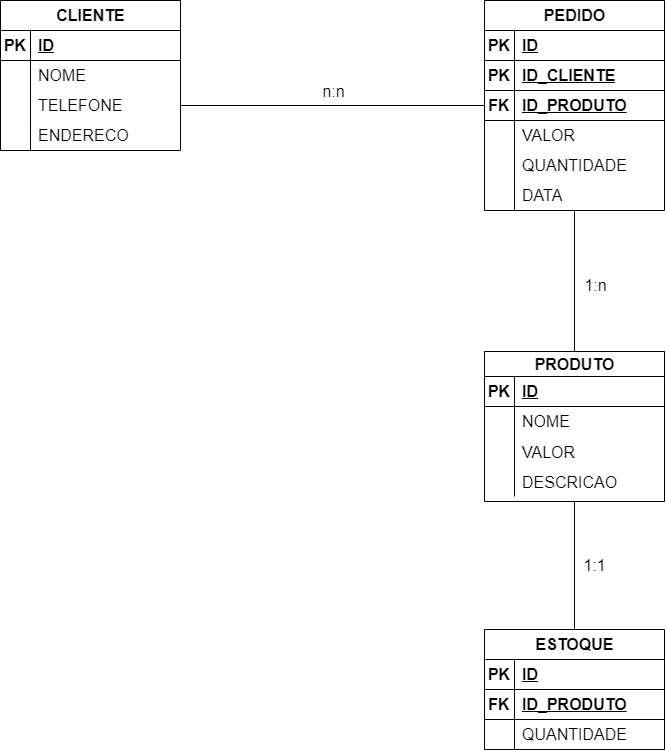 CLIENTE
PK ID
NOME
TELEFONE
ENDERECO
n:n
PEDIDO
PK ID
PK ID_CLIENTE
FK ID_PRODUTO
VALOR
QUANTIDADE
DATA
1:n
PRODUTO
PK ID
NOME
VALOR
DESCRICAO
1:1
ESTOQUE
PK ID
FK ID_PRODUTO
QUANTIDADE